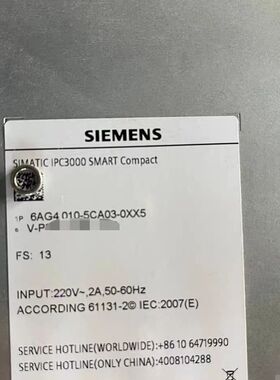 SIEMENS
SIMATIC IPC3000 SMART Compact
1P 6AG4 010-5CA03-0XX5
FS: 13
INPUT:220V~,2A,50-60Hz
ACCORDING 61131-2© IEC:2007(E)
SERVICE HOTLINE(WORLDWIDE):+86 10 64719990
SERVICE HOTLINE(ONLY CHINA):4008104288